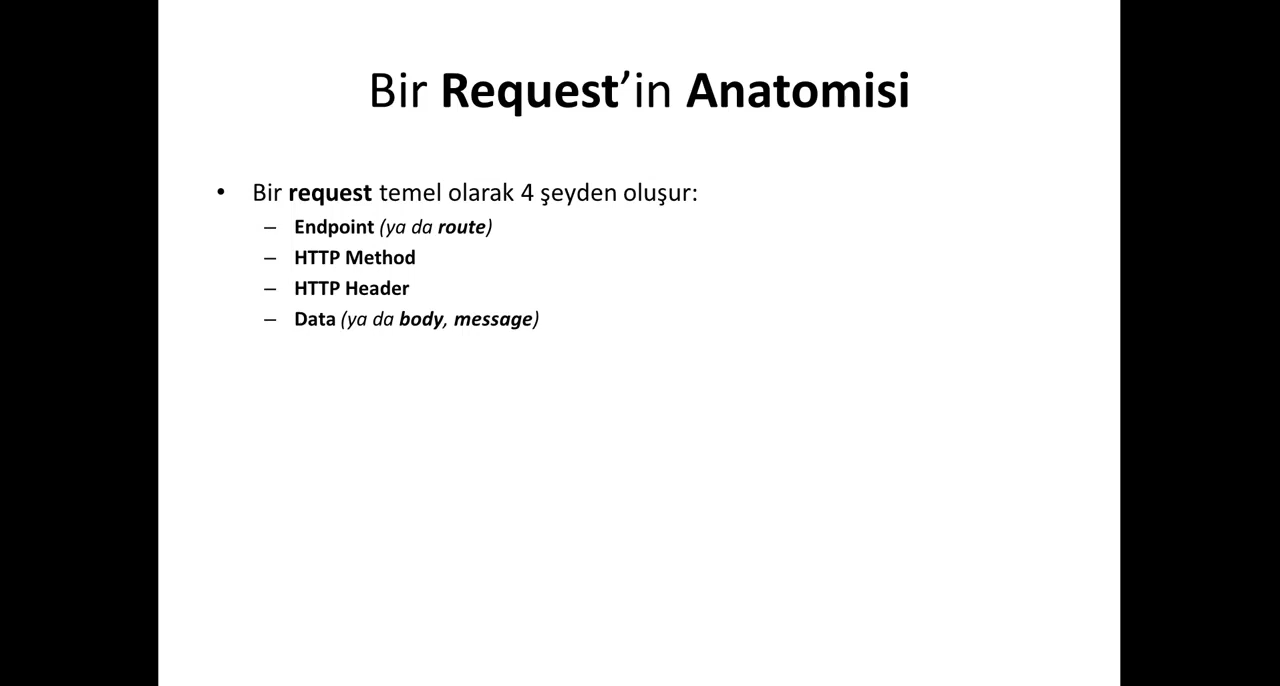 Bir Request’in Anatomisi
• Bir request temel olarak 4 şeyden oluşur:
– Endpoint (ya da route)
– HTTP Method
– HTTP Header
– Data (ya da body, message)